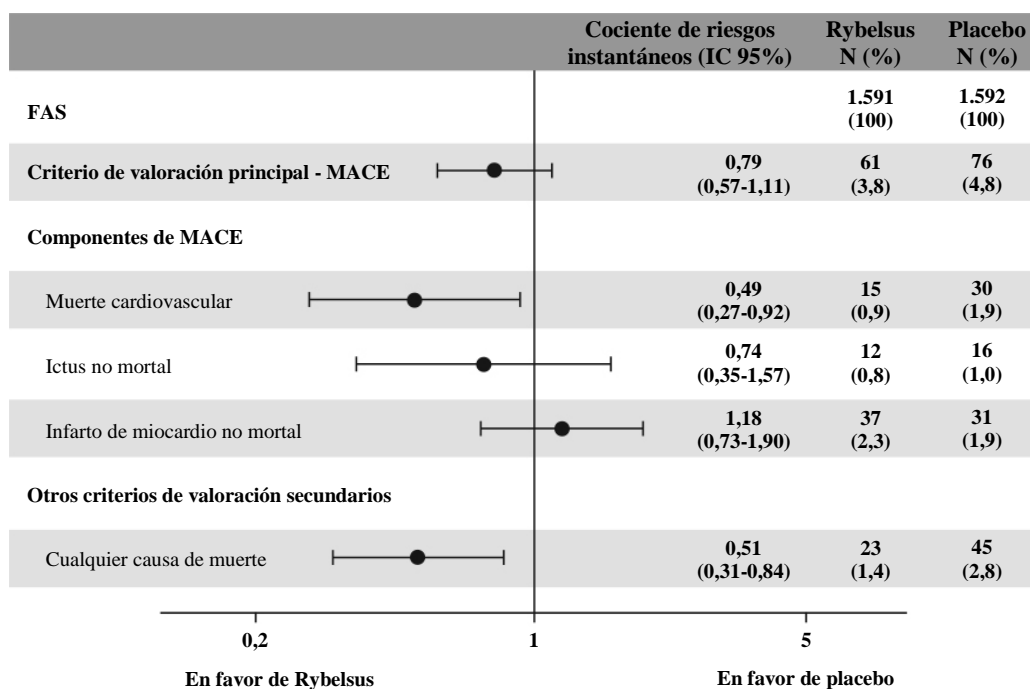 Cociente de riesgos Rybelsus Placebo
instantáneos (IC 95%) N (%) N (%)
1.591 1.592
FAS
(100) (100)
0,79 61 76
Criterio de valoración principal - MACE
(0,57-1,11) (3,8) (4,8)
Componentes de MACE
0,49 15 30
Muerte cardiovascular
(0,27-0,92) (0,9) (1,9)
0,74 12 16
Ictus no mortal
(0,35-1,57) (0,8) (1,0)
1,18 37 31
Infarto de miocardio no mortal
(0,73-1,90) (2,3) (1,9)
Otros criterios de valoración secundarios
0,51 23 45
Cualquier causa de muerte
(0,31-0,84) (1,4) (2,8)
0,2 1 5
En favor de Rybelsus En favor de placebo